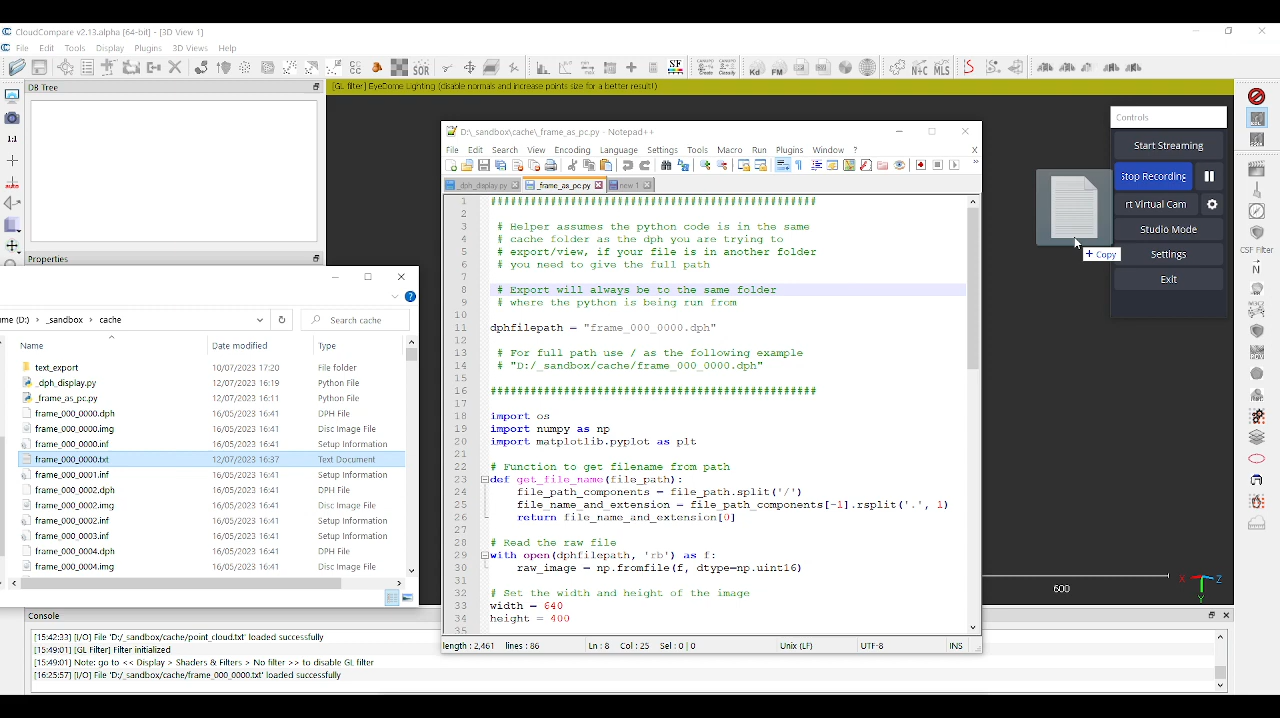 CloudCompare v2.13.alpha [64-bit] - [3D View 1]
File Edit Tools Display Plugins 3D Views Help
SOR SF Kd FM N+C MLS
DB Tree
[GL filter] EyeDome Lighting (disable normals and increase points size for a better result!)
1:1
auto
Properties
Controls
Start Streaming
Stop Recording
rt Virtual Cam
Studio Mode
Settings
Exit
+ Copy
CSF Filter
D:\_sandbox\cache\_frame_as_pc.py - Notepad++
File Edit Search View Encoding Language Settings Tools Macro Run Plugins Window ? X
_dph_display.py _frame_as_pc.py new 1
1 #################################################
2
3 # Helper assumes the python code is in the same
4 # cache folder as the dph you are trying to
5 # export/view, if your file is in another folder
6 # you need to give the full path
7
8 # Export will always be to the same folder
9 # where the python is being run from
10
11 dphfilepath = "frame_000_0000.dph"
12
13 # For full path use / as the following example
14 # "D:/_sandbox/cache/frame_000_0000.dph"
15
16 #################################################
17
18 import os
19 import numpy as np
20 import matplotlib.pyplot as plt
21
22 # Function to get filename from path
23 def get_file_name(file_path):
24 file_path_components = file_path.split('/')
25 file_name_and_extension = file_path_components[-1].rsplit('.', 1)
26 return file_name_and_extension[0]
27
28 # Read the raw file
29 with open(dphfilepath, 'rb') as f:
30 raw_image = np.fromfile(f, dtype=np.uint16)
31
32 # Set the width and height of the image
33 width = 640
34 height = 400
35
length : 2,461 lines : 86 Ln : 8 Col : 25 Sel : 0 | 0 Unix (LF) UTF-8 INS
me (D:) > _sandbox > cache Search cache
Name Date modified Type
text_export 10/07/2023 17:20 File folder
_dph_display.py 12/07/2023 16:19 Python File
_frame_as_pc.py 12/07/2023 16:11 Python File
frame_000_0000.dph 16/05/2023 16:41 DPH File
frame_000_0000.img 16/05/2023 16:41 Disc Image File
frame_000_0000.inf 16/05/2023 16:41 Setup Information
frame_000_0000.txt 12/07/2023 16:37 Text Document
frame_000_0001.inf 16/05/2023 16:41 Setup Information
frame_000_0002.dph 16/05/2023 16:41 DPH File
frame_000_0002.img 16/05/2023 16:41 Disc Image File
frame_000_0002.inf 16/05/2023 16:41 Setup Information
frame_000_0003.inf 16/05/2023 16:41 Setup Information
frame_000_0004.dph 16/05/2023 16:41 DPH File
frame_000_0004.img 16/05/2023 16:41 Disc Image File
600
X Z
Y
Console
[15:42:33] [I/O] File 'D:/_sandbox/cache/point_cloud.txt' loaded successfully
[15:49:01] [GL Filter] Filter initialized
[15:49:01] Note: go to << Display > Shaders & Filters > No filter >> to disable GL filter
[16:25:57] [I/O] File 'D:/_sandbox/cache/frame_000_0000.txt' loaded successfully